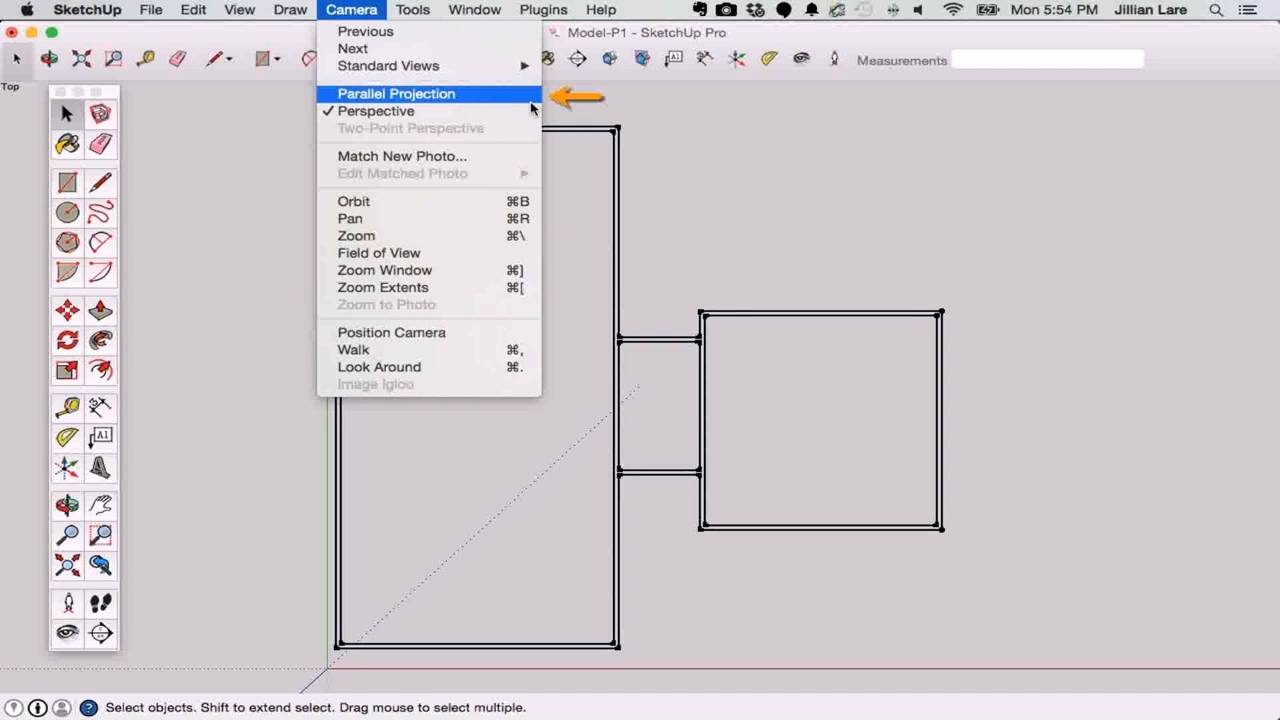 SketchUp File Edit View Draw Camera Tools Window Plugins Help Mon 5:54 PM Jillian Lare
Model-P1 - SketchUp Pro
Measurements
Top
Previous
Next
Standard Views
Parallel Projection
Perspective
Two-Point Perspective
Match New Photo...
Edit Matched Photo
Orbit ⌘B
Pan ⌘R
Zoom ⌘\
Field of View
Zoom Window ⌘]
Zoom Extents ⌘[
Zoom to Photo
Position Camera
Walk ⌘,
Look Around ⌘.
Image Igloo
A1
A1
Select objects. Shift to extend select. Drag mouse to select multiple.